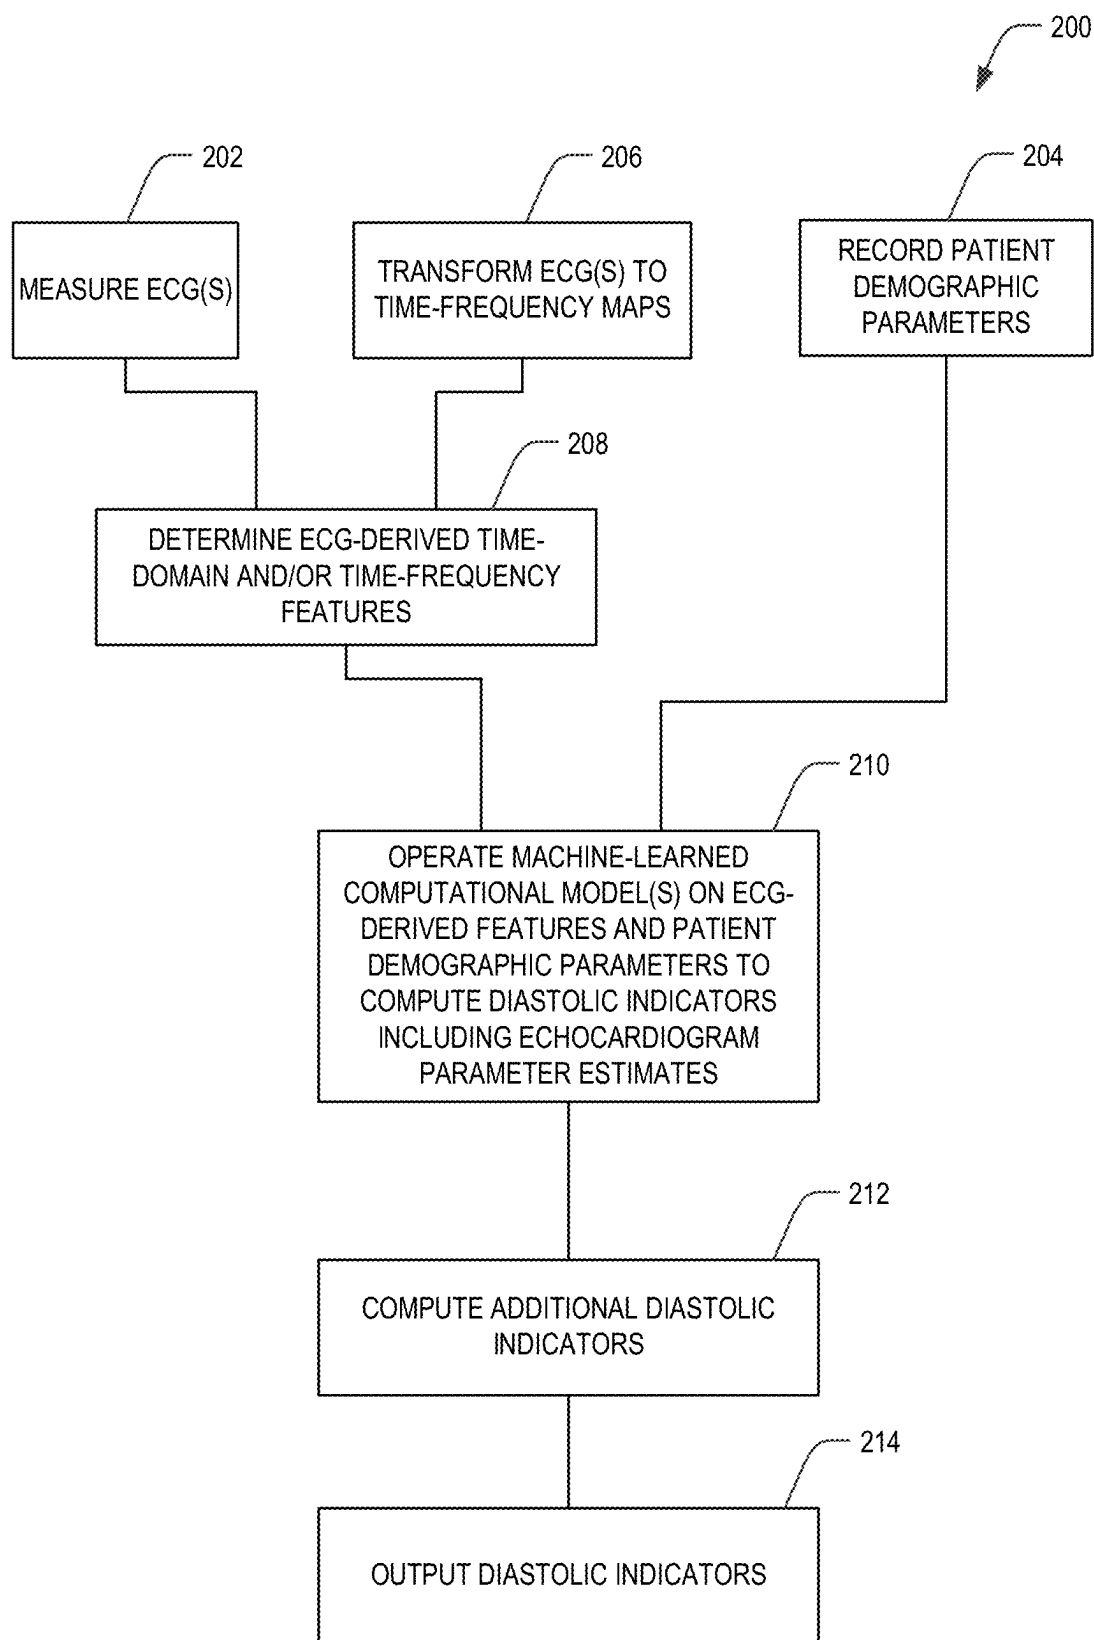 200
202
206
204
MEASURE ECG(S)
TRANSFORM ECG(S) TO
TIME-FREQUENCY MAPS
RECORD PATIENT
DEMOGRAPHIC
PARAMETERS
208
DETERMINE ECG-DERIVED TIME-
DOMAIN AND/OR TIME-FREQUENCY
FEATURES
210
OPERATE MACHINE-LEARNED
COMPUTATIONAL MODEL(S) ON ECG-
DERIVED FEATURES AND PATIENT
DEMOGRAPHIC PARAMETERS TO
COMPUTE DIASTOLIC INDICATORS
INCLUDING ECHOCARDIOGRAM
PARAMETER ESTIMATES
212
COMPUTE ADDITIONAL DIASTOLIC
INDICATORS
214
OUTPUT DIASTOLIC INDICATORS